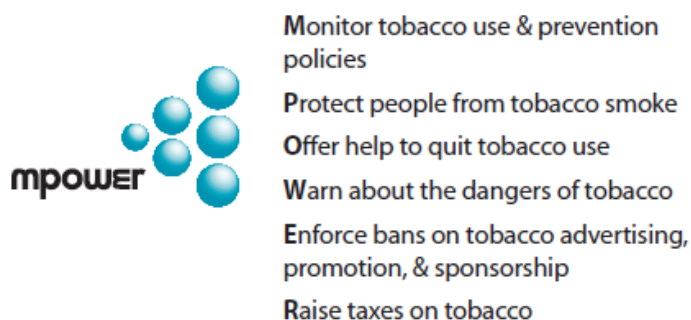 mpower
Monitor tobacco use & prevention
policies
Protect people from tobacco smoke
Offer help to quit tobacco use
Warn about the dangers of tobacco
Enforce bans on tobacco advertising,
promotion, & sponsorship
Raise taxes on tobacco